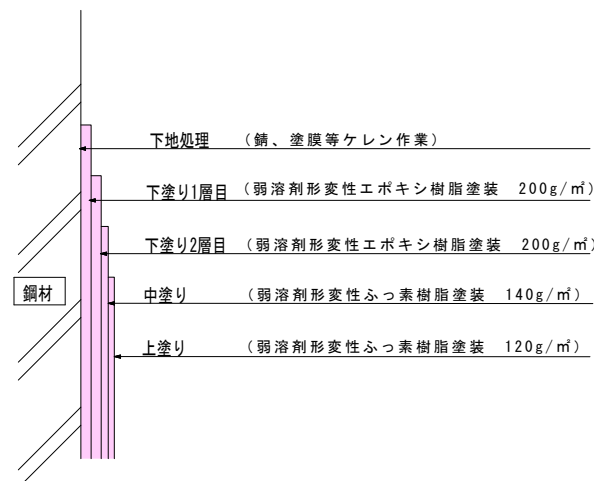 下地処理 (錆、塗膜等ケレン作業)
下塗り1層目 (弱溶剤形変性エポキシ樹脂塗装 200g/㎡)
下塗り2層目 (弱溶剤形変性エポキシ樹脂塗装 200g/㎡)
鋼材
中塗り (弱溶剤形変性ふっ素樹脂塗装 140g/㎡)
上塗り (弱溶剤形変性ふっ素樹脂塗装 120g/㎡)